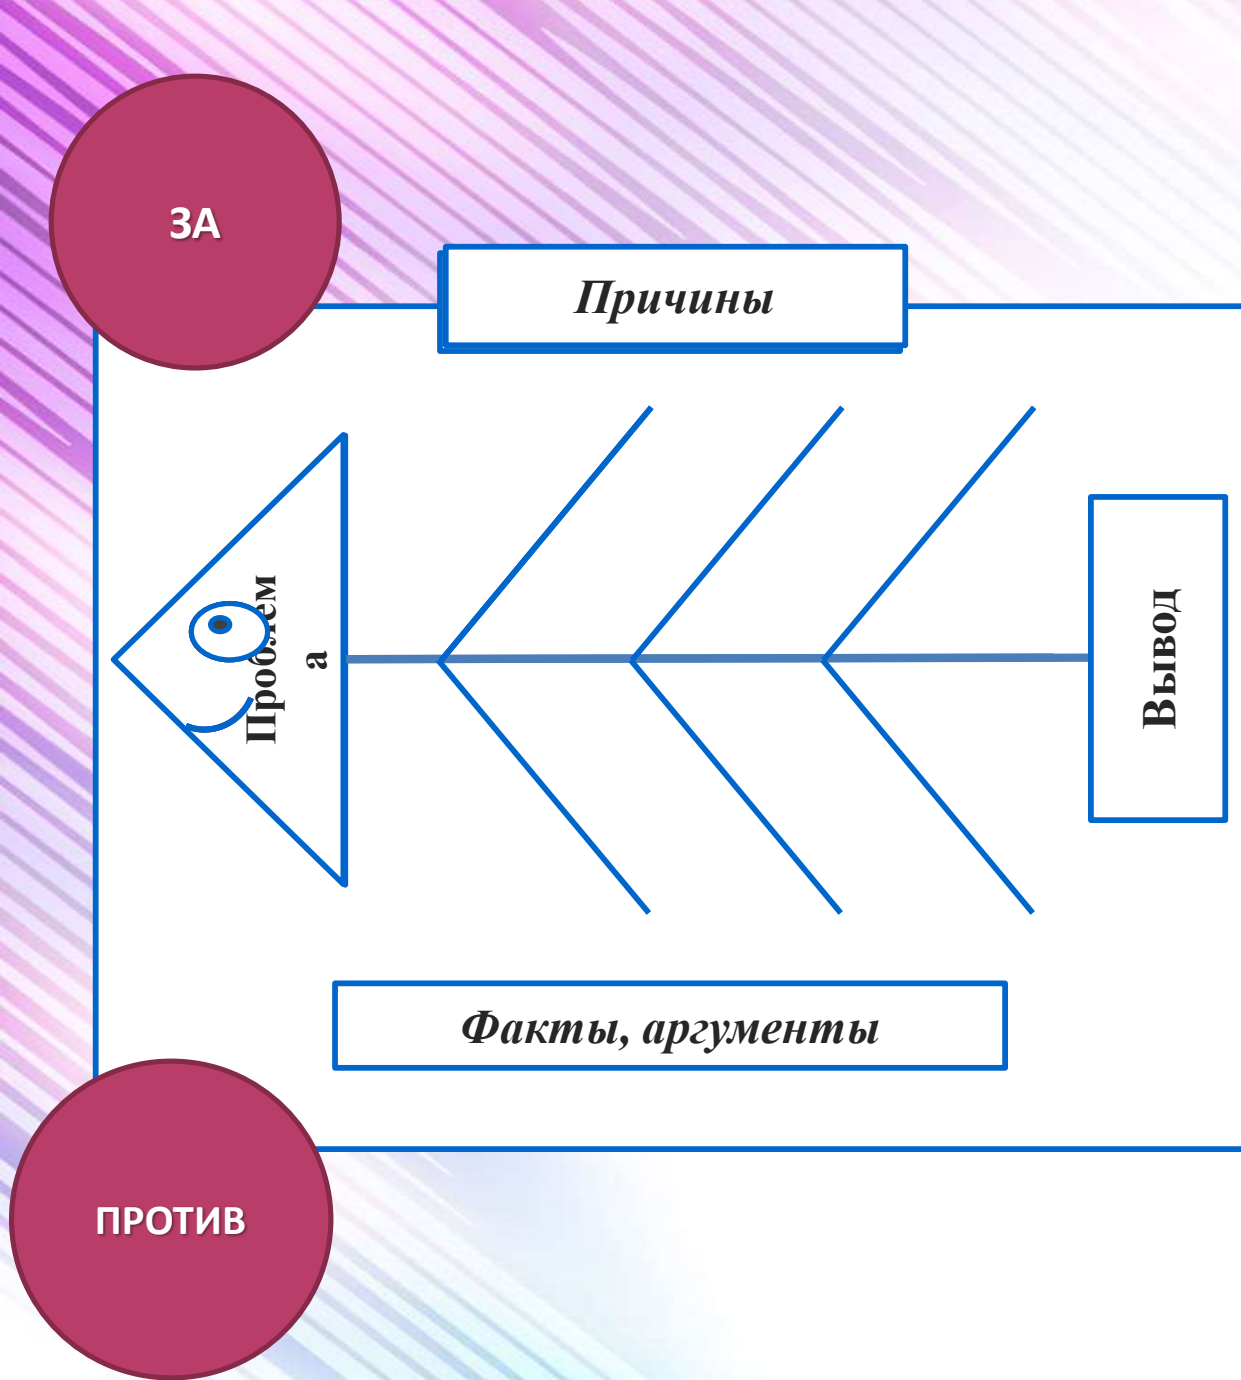 ЗА
Причины
Проблем
а
Вывод
Факты, аргументы
ПРОТИВ